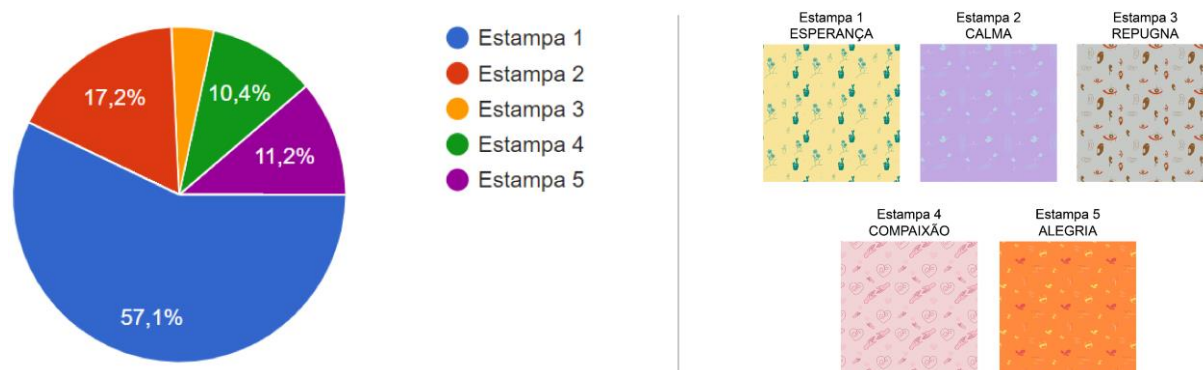 17,2%
10,4%
11,2%
57,1%
Estampa 1
Estampa 2
Estampa 3
Estampa 4
Estampa 5
Estampa 1
ESPERANÇA
Estampa 2
CALMA
Estampa 3
REPUGNA
Estampa 4
COMPAIXÃO
Estampa 5
ALEGRIA